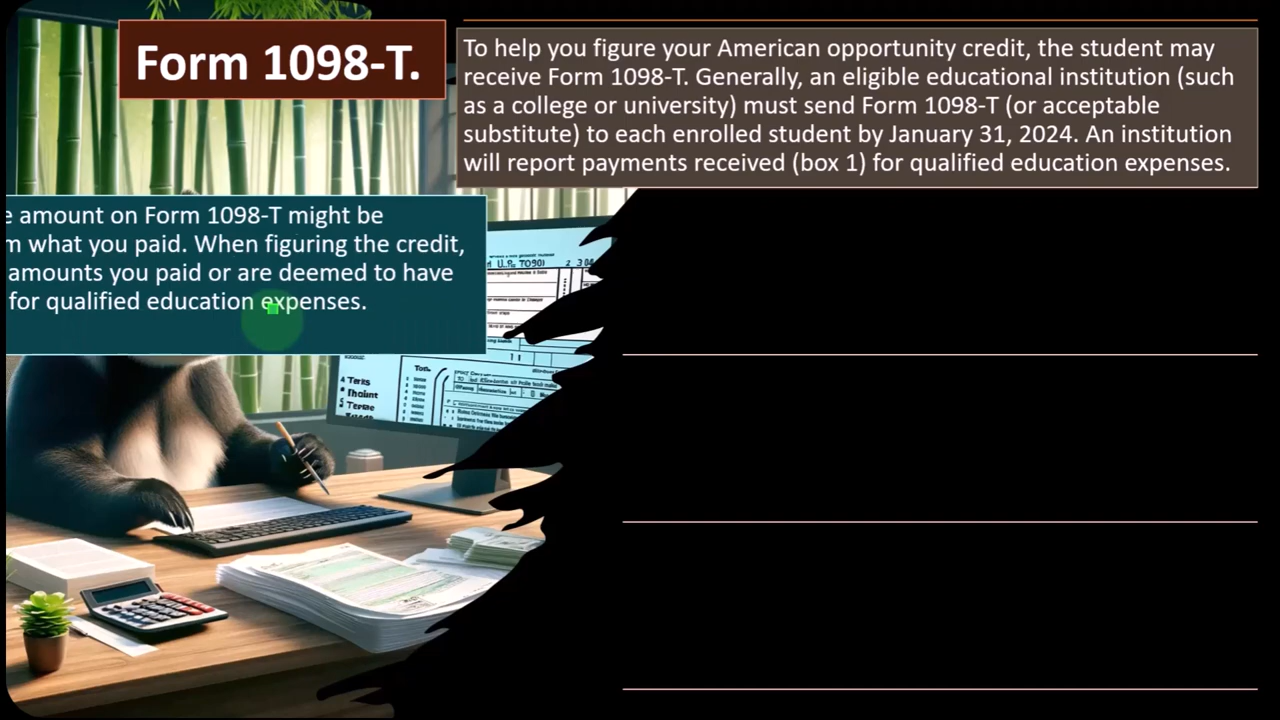 Form 1098-T.
To help you figure your American opportunity credit, the student may
receive Form 1098-T. Generally, an eligible educational institution (such
as a college or university) must send Form 1098-T (or acceptable
substitute) to each enrolled student by January 31, 2024. An institution
will report payments received (box 1) for qualified education expenses.
amount on Form 1098-T might be
what you paid. When figuring the credit,
amounts you paid or are deemed to have
for qualified education expenses.